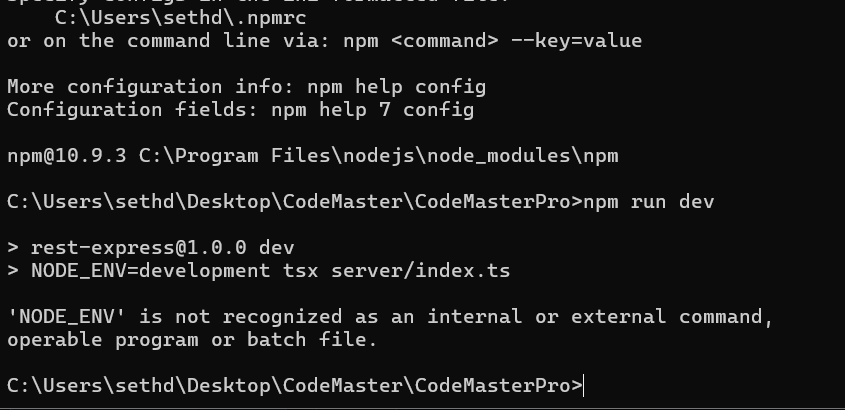 C:\Users\sethd\.npmrc
or on the command line via: npm <command> --key=value
More configuration info: npm help config
Configuration fields: npm help 7 config
npm@10.9.3 C:\Program Files\nodejs\node_modules\npm
C:\Users\sethd\Desktop\CodeMaster\CodeMasterPro>npm run dev
> rest-express@1.0.0 dev
> NODE_ENV=development tsx server/index.ts
'NODE_ENV' is not recognized as an internal or external command,
operable program or batch file.
C:\Users\sethd\Desktop\CodeMaster\CodeMasterPro>